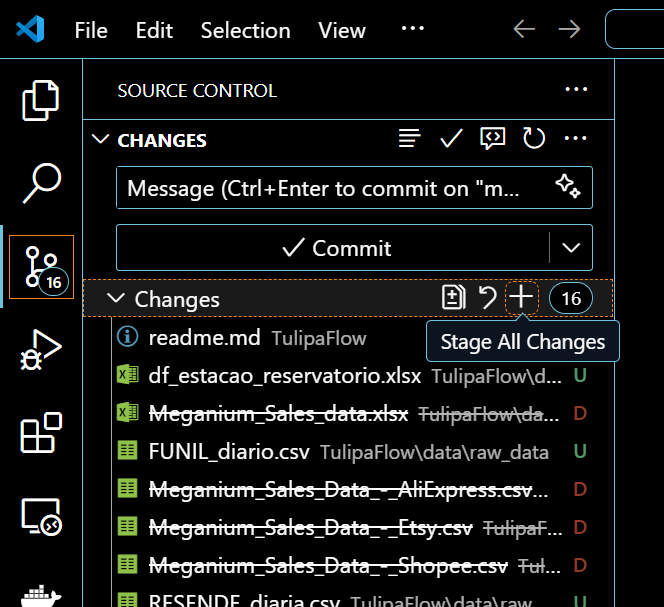 File Edit Selection View ...
SOURCE CONTROL ...
CHANGES ...
Message (Ctrl+Enter to commit on "m...
Commit
16
Changes 16
Stage All Changes
readme.md TulipaFlow
df_estacao_reservatorio.xlsx TulipaFlow\d... U
Meganium_Sales_data.xlsx TulipaFlow\da... D
FUNIL_diario.csv TulipaFlow\data\raw_data U
Meganium_Sales_Data_-_AliExpress.csv... D
Meganium_Sales_Data_-_Etsy.csv TulipaF... D
Meganium_Sales_Data_-_Shopee.csv Tul... D
RESENDE_diaria.csv TulipaFlow\data\raw...